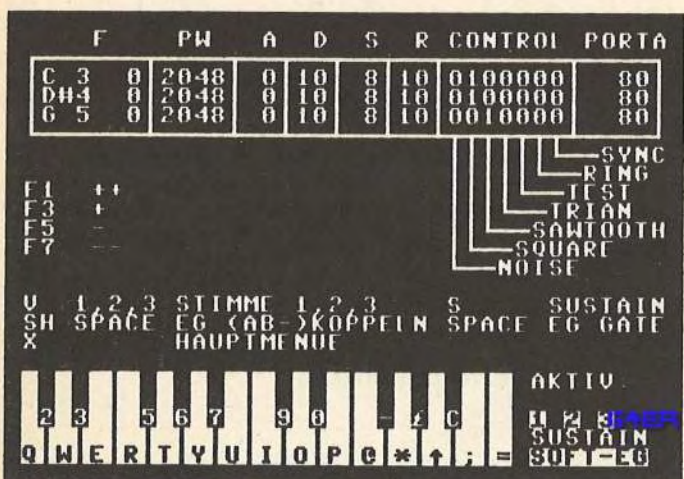 F PW A D S R CONTROL PORTA
C 3 0 2048 0 10 8 10 0100000 80
D#4 0 2048 0 10 8 10 0100000 80
G 5 0 2048 0 10 8 10 0010000 80
SYNC
RING
TEST
TRIAN
SAWTOOTH
SQUARE
NOISE
F1 ++
F3 +
F5 -
F7 --
V 1,2,3 STIMME 1,2,3 S SUSTAIN
SH SPACE EG (AB-)KOPPELN SPACE EG GATE
X HAUPTMENUE
AKTIV
2 3 5 6 7 9 0 - £ C
1 2 3
Q W E R T Y U I O P @ * ↑ ; =
SUSTAIN
SOFT-EG